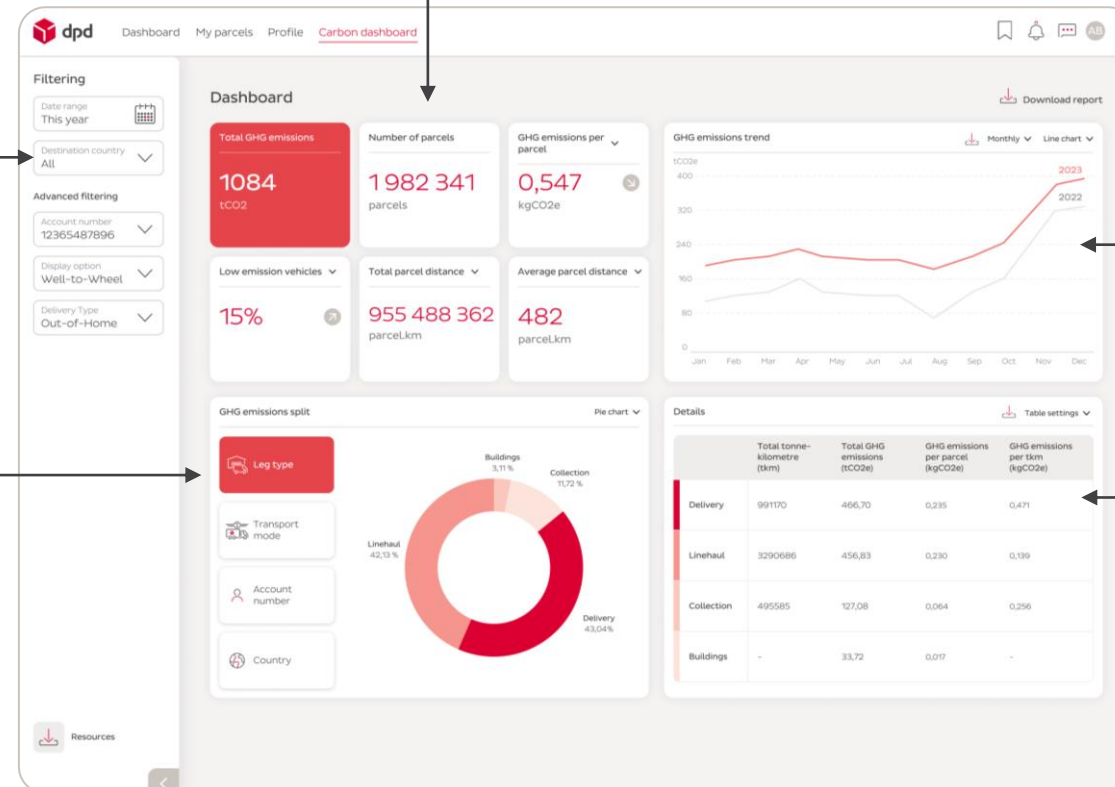 dpd
Dashboard My parcels Profile Carbon dashboard
AB
Filtering
Date range
This year
Destination country
All
Advanced filtering
Account number
12365487896
Display option
Well-to-Wheel
Delivery Type
Out-of-Home
Resources
Dashboard
Download report
Total GHG emissions
1084
tCO2
Number of parcels
1 982 341
parcels
GHG emissions per
parcel
0,547
kgCO2e
Low emission vehicles
15%
Total parcel distance
955 488 362
parcel.km
Average parcel distance
482
parcel.km
GHG emissions trend
Monthly Line chart
tCO2e
400
320
240
160
80
0
2023
2022
Jan Feb Mar Apr May Jun Jul Aug Sep Oct Nov Dec
GHG emissions split
Pie chart
Leg type
Transport
mode
Account
number
Country
Buildings
3,11 %
Collection
11,72 %
Linehaul
42,13 %
Delivery
43,04%
Details
Table settings
Total tonne-
kilometre
(tkm)
Total GHG
emissions
(tCO2e)
GHG emissions
per parcel
(kgCO2e)
GHG emissions
per tkm
(kgCO2e)
Delivery 991170 466,70 0,235 0,471
Linehaul 3290686 456,83 0,230 0,139
Collection 495585 127,08 0,064 0,256
Buildings - 33,72 0,017 -